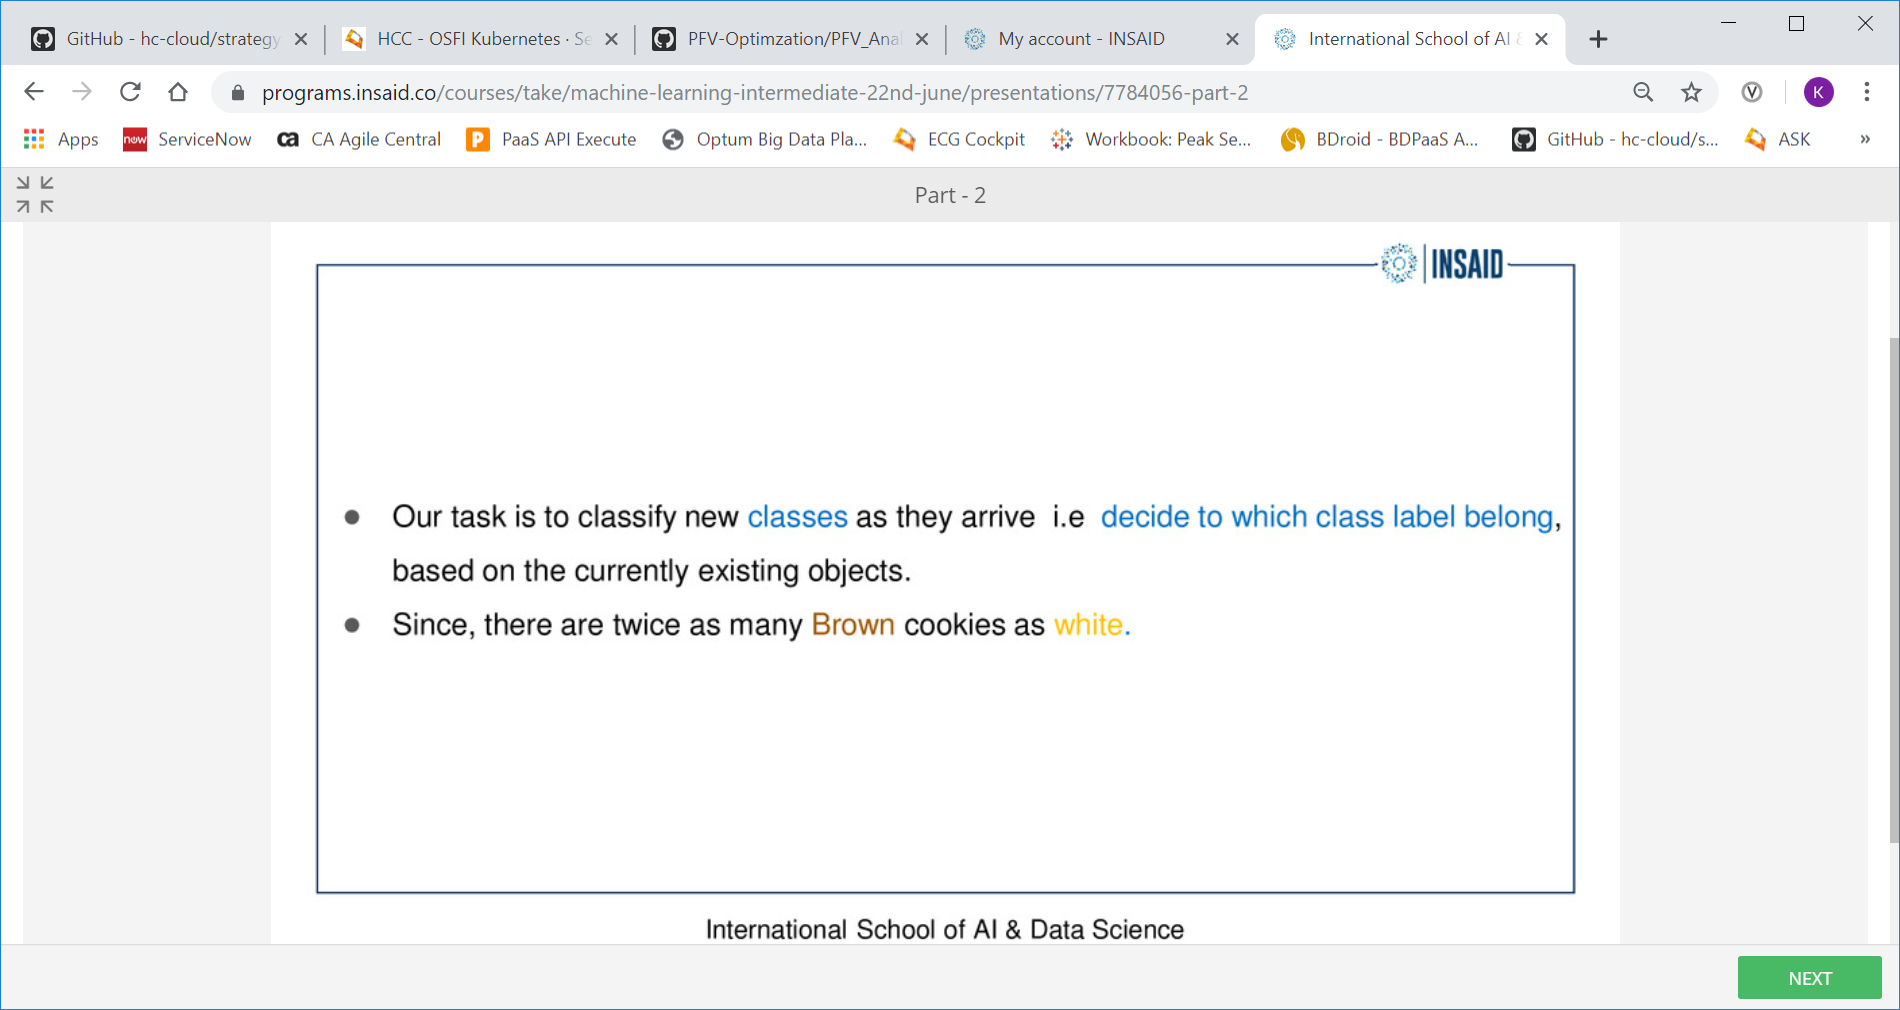 GitHub - hc-cloud/strategy
HCC - OSFI Kubernetes · Se
PFV-Optimzation/PFV_Anal
My account - INSAID
International School of AI &
programs.insaid.co/courses/take/machine-learning-intermediate-22nd-june/presentations/7784056-part-2
K
Apps
now ServiceNow
ca CA Agile Central
P PaaS API Execute
Optum Big Data Pla...
ECG Cockpit
Workbook: Peak Se...
BDroid - BDPaaS A...
GitHub - hc-cloud/s...
ASK
»
Part - 2
INSAID
● Our task is to classify new classes as they arrive i.e decide to which class label belong,
based on the currently existing objects.
● Since, there are twice as many Brown cookies as white.
International School of AI & Data Science
NEXT